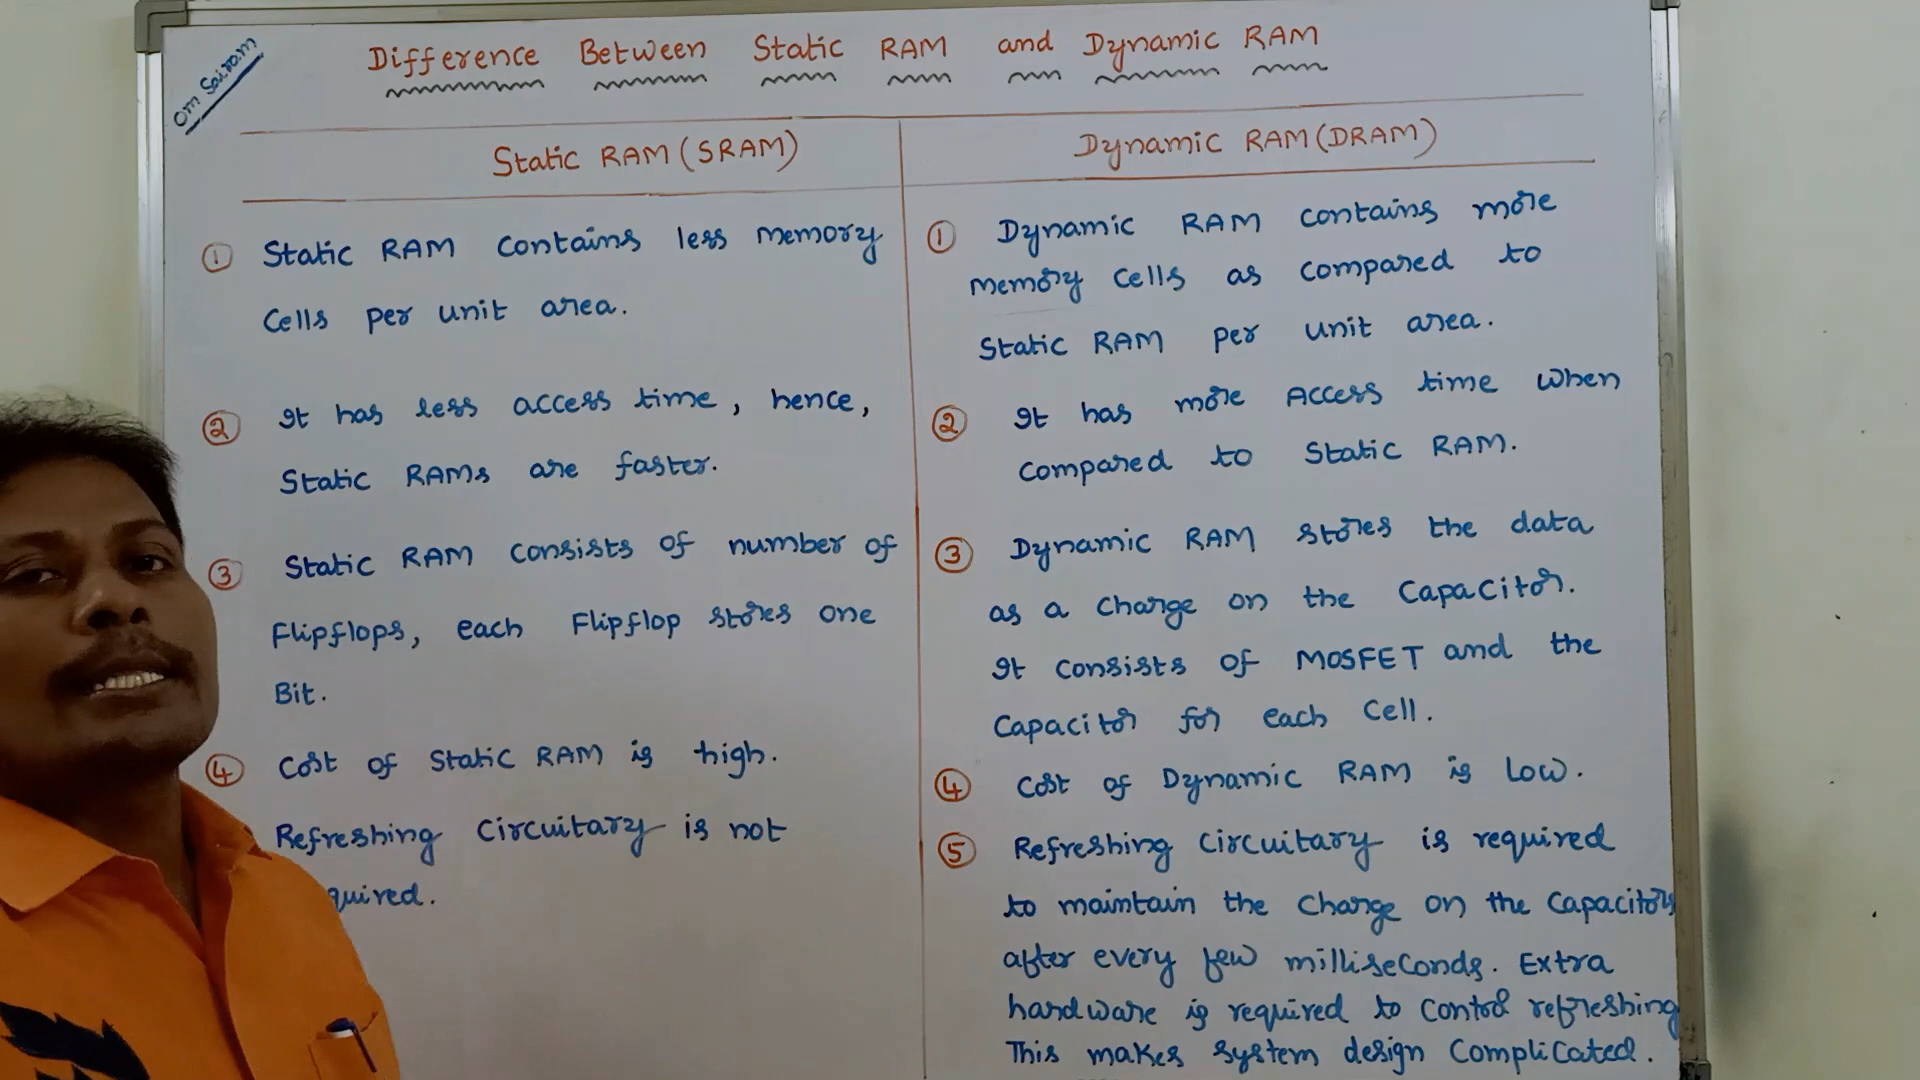 Om Sairam
Difference Between Static RAM and Dynamic RAM
Static RAM (SRAM)
① Static RAM contains less memory
Cells per unit area.
② It has less access time, hence,
Static RAMs are faster.
③ Static RAM consists of number of
Flipflops, each Flipflop stores one
Bit.
④ Cost of Static RAM is high.
Refreshing Circuitary is not
quired.
Dynamic RAM (DRAM)
① Dynamic RAM contains more
memory cells as compared to
Static RAM per unit area.
② It has more Access time when
compared to Static RAM.
③ Dynamic RAM stores the data
as a charge on the Capacitor.
It consists of MOSFET and the
Capacitor for each Cell.
④ Cost of Dynamic RAM is Low.
⑤ Refreshing circuitary is required
to maintain the charge on the Capacitors
after every few milliseconds. Extra
hardware is required to control refreshing
This makes system design Complicated.